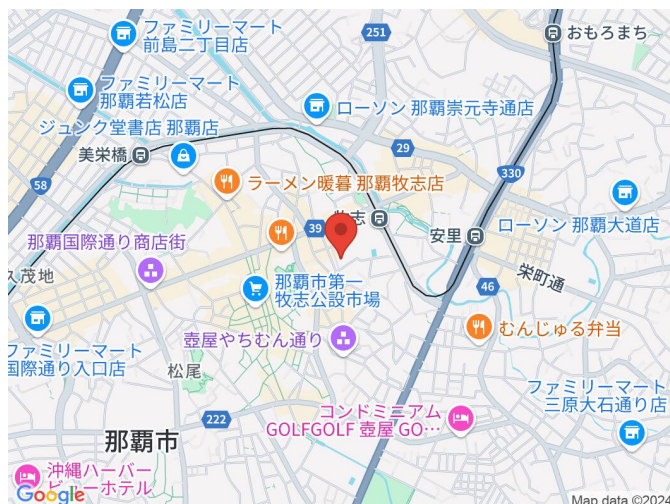 ファミリーマート
前島二丁目店
251
おもろまち
ファミリーマート
那覇若松店
ローソン 那覇崇元寺通店
ジュンク堂書店 那覇店
美栄橋
29
330
58
ラーメン暖暮 那覇牧志店
39
牧志
安里
ローソン 那覇大道店
那覇国際通り商店街
久茂地
栄町通
46
那覇市第一
牧志公設市場
壺屋やちむん通り
むんじゅる弁当
ファミリーマート
国際通り入口店
松尾
222
ファミリーマート
三原大石通り店
コンドミニアム
GOLFGOLF 壺屋 GO…
那覇市
沖縄ハーバー
ビューホテル
Google
Map data ©2024